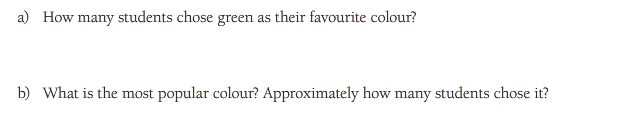 a) How many students chose green as their favourite colour?
b) What is the most popular colour? Approximately how many students chose it?